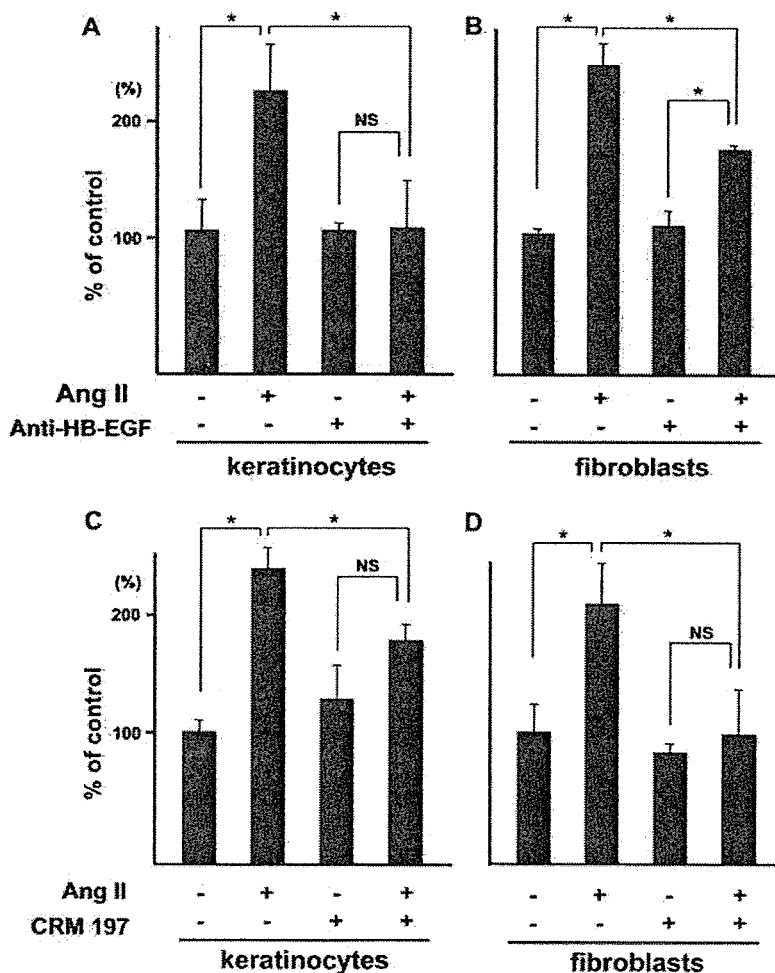 A
*
*
B
*
*
(%)
NS
*
200
100
% of control
Ang II - + - + - + - +
Anti-HB-EGF - - + + - - + +
keratinocytes fibroblasts
C
*
*
D
*
*
(%)
NS
NS
200
100
% of control
Ang II - + - + - + - +
CRM 197 - - + + - - + +
keratinocytes fibroblasts